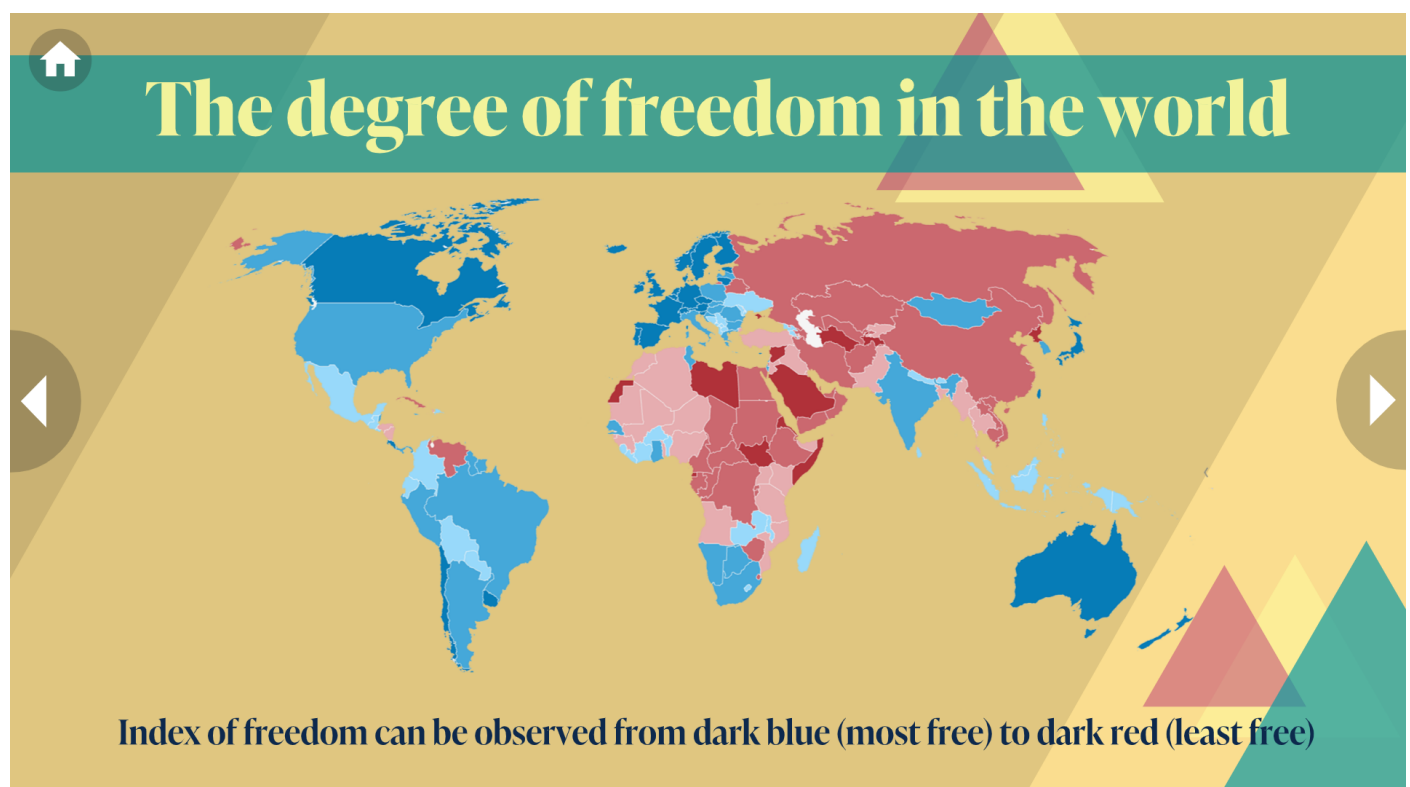 The degree of freedom in the world
Index of freedom can be observed from dark blue (most free) to dark red (least free)